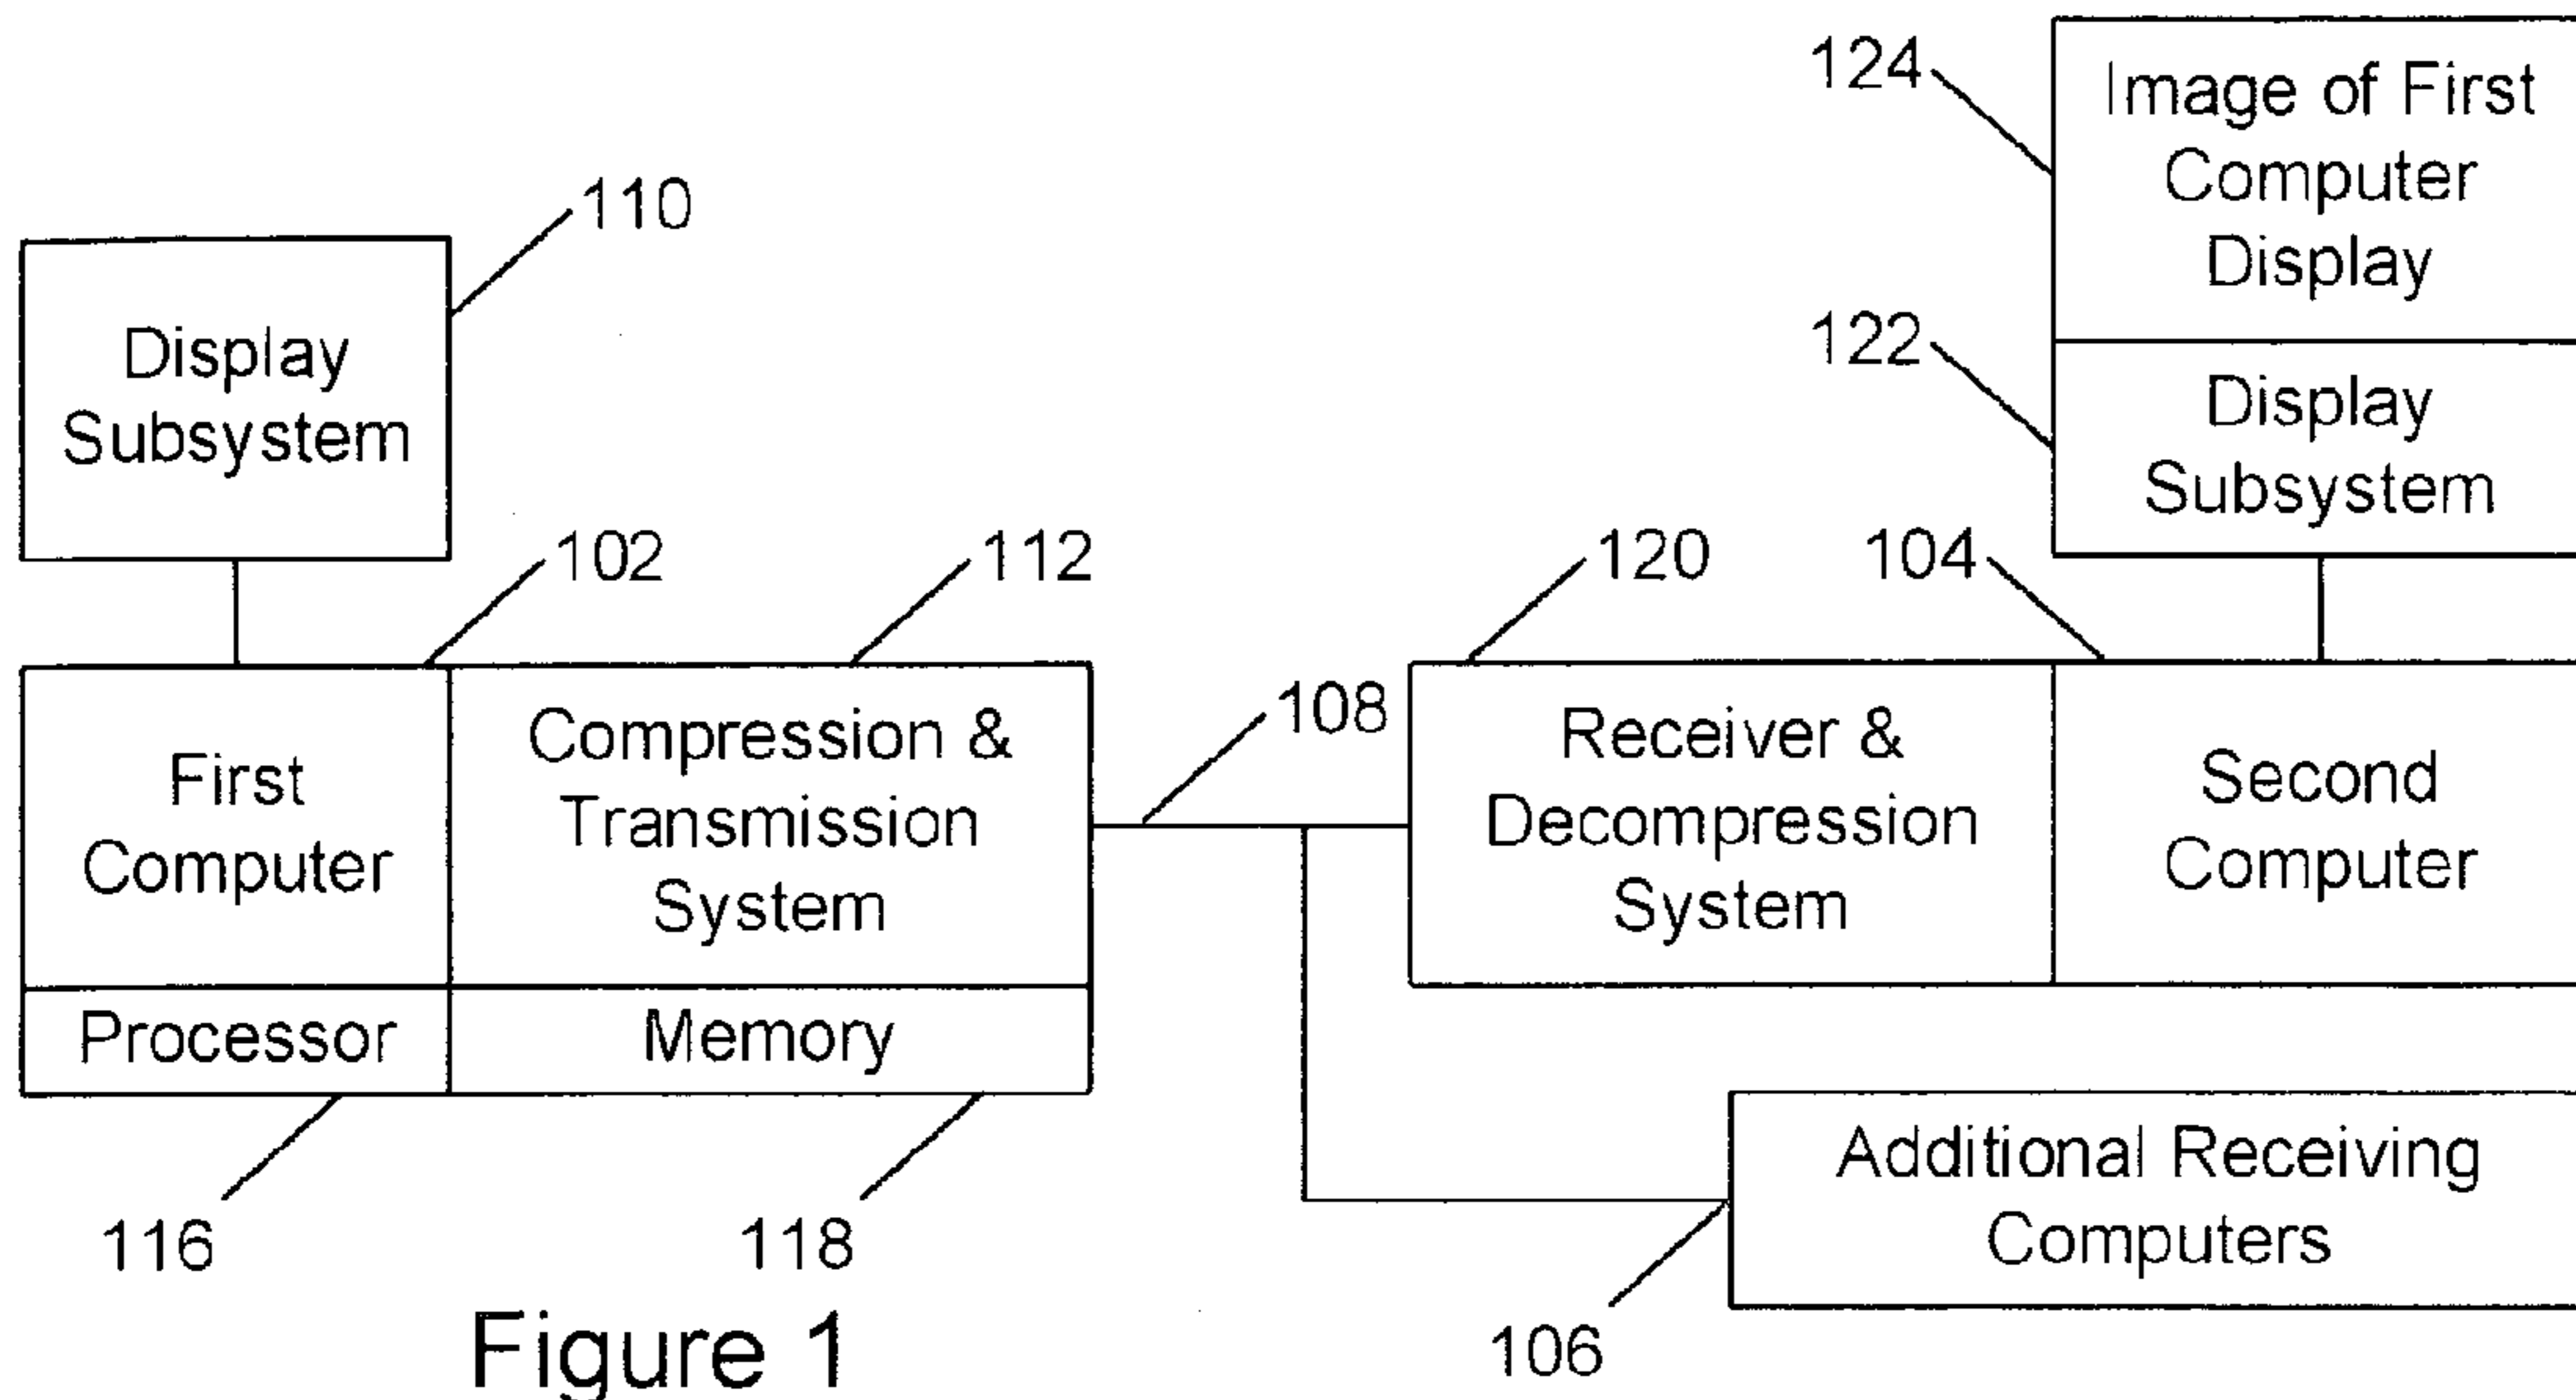 124
Image of First
Computer
Display
110
122
Display
Subsystem
Display
Subsystem
102
112
120
104
108
First
Computer
Compression &
Transmission
System
Receiver &
Decompression
System
Second
Computer
Processor
Memory
Additional Receiving
Computers
116
118
106
Figure 1